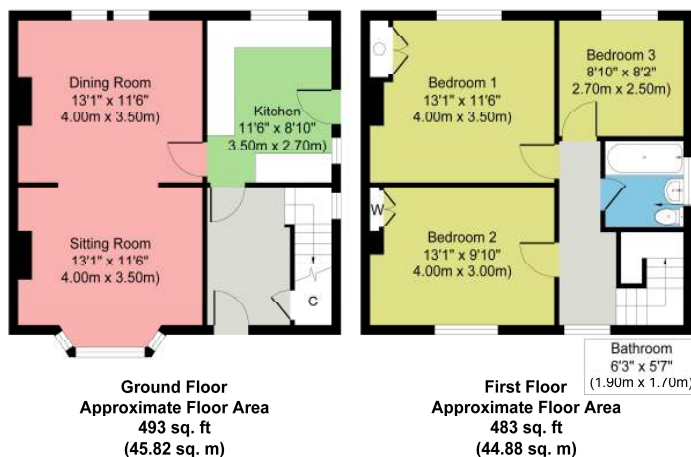 Dining Room
13'1" x 11'6"
4.00m x 3.50m)
Kitchen
11'6" x 8'10"
3.50m x 2.70m)
Sitting Room
13'1" x 11'6"
4.00m x 3.50m)
C
Ground Floor
Approximate Floor Area
493 sq. ft
(45.82 sq. m)
Bedroom 1
13'1" x 11'6"
4.00m x 3.50m)
Bedroom 3
8'10" x 8'2"
2.70m x 2.50m)
W
Bedroom 2
13'1" x 9'10"
4.00m x 3.00m)
Bathroom
6'3" x 5'7"
(1.90m x 1.70m)
First Floor
Approximate Floor Area
483 sq. ft
(44.88 sq. m)